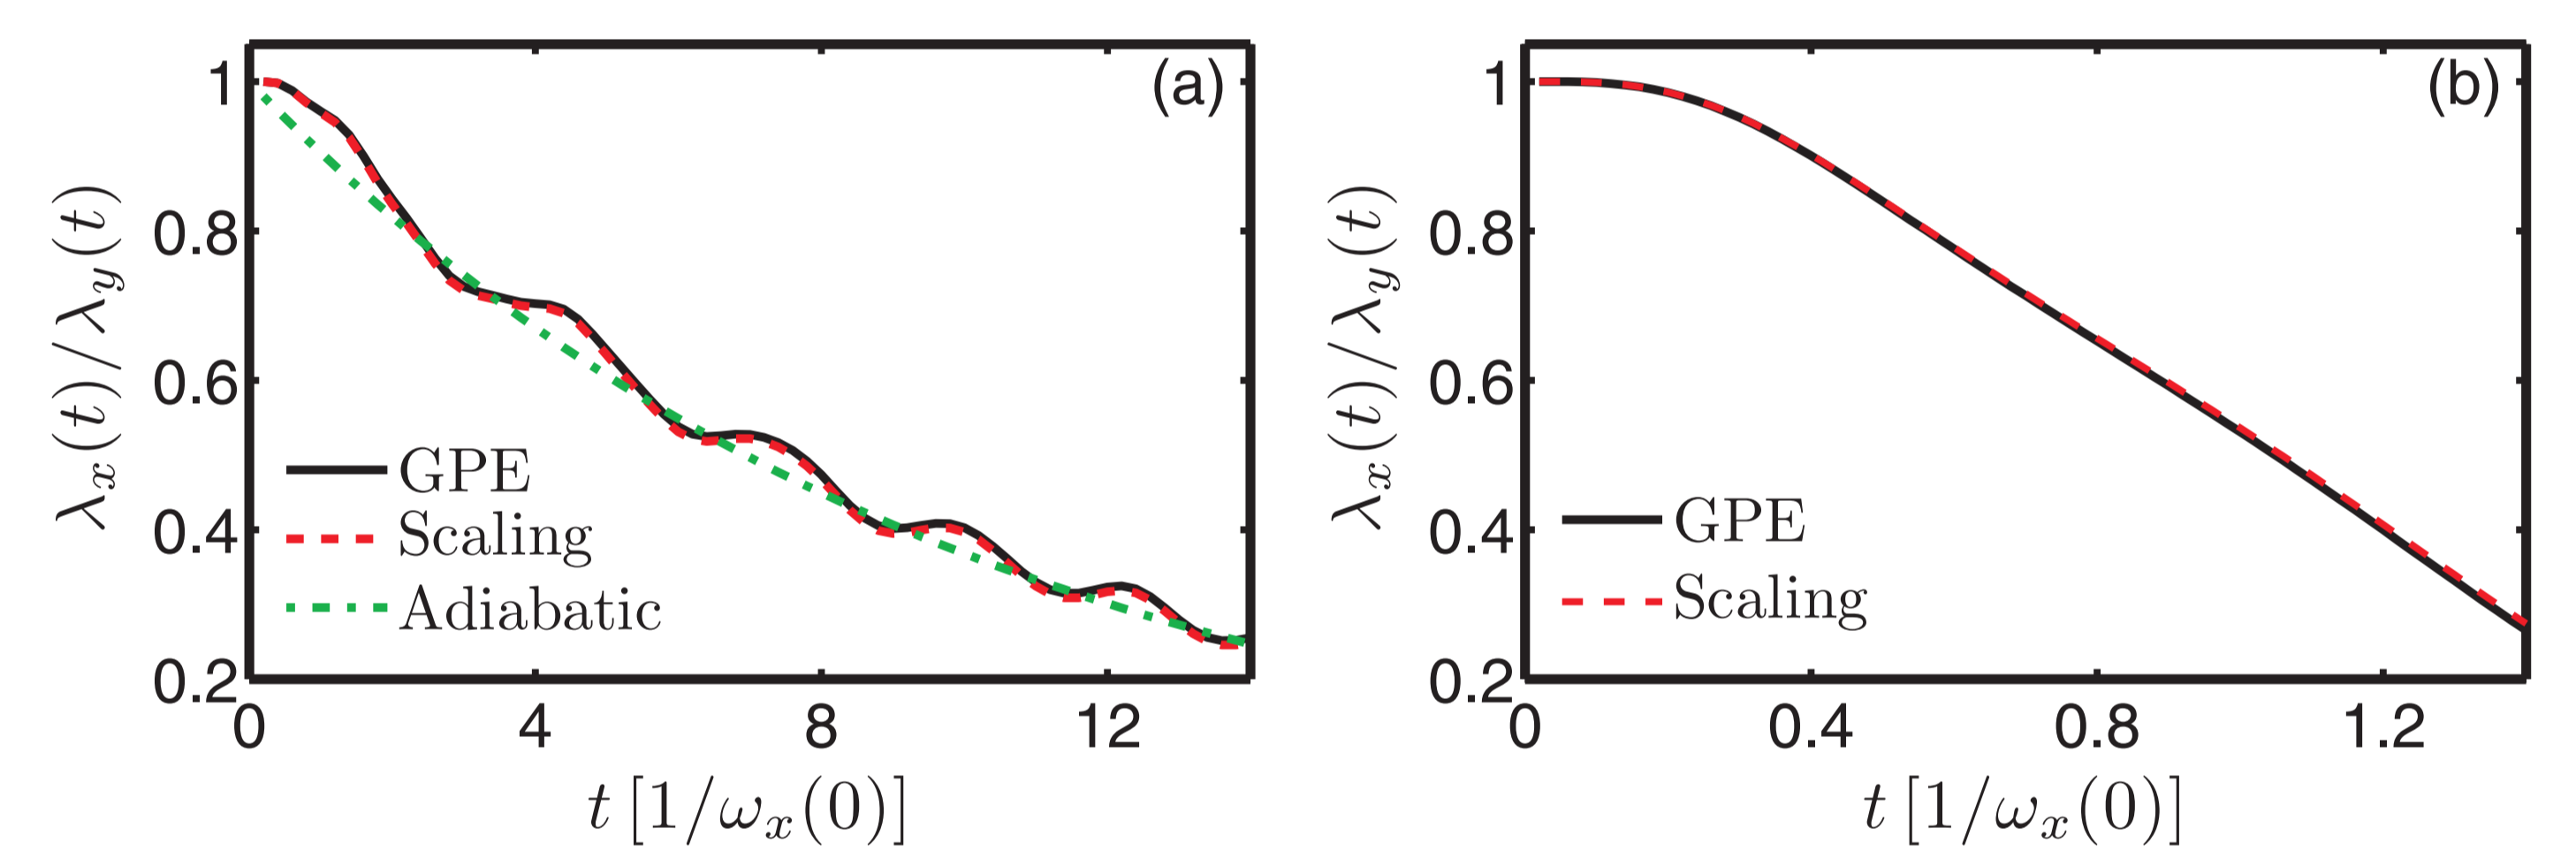 (a)
1
0.8
0.6
0.4
0.2
0 4 8 12
λx(t)/λy(t)
t [1/ωx(0)]
GPE
Scaling
Adiabatic
(b)
1
0.8
0.6
0.4
0.2
0 0.4 0.8 1.2
λx(t)/λy(t)
t [1/ωx(0)]
GPE
Scaling